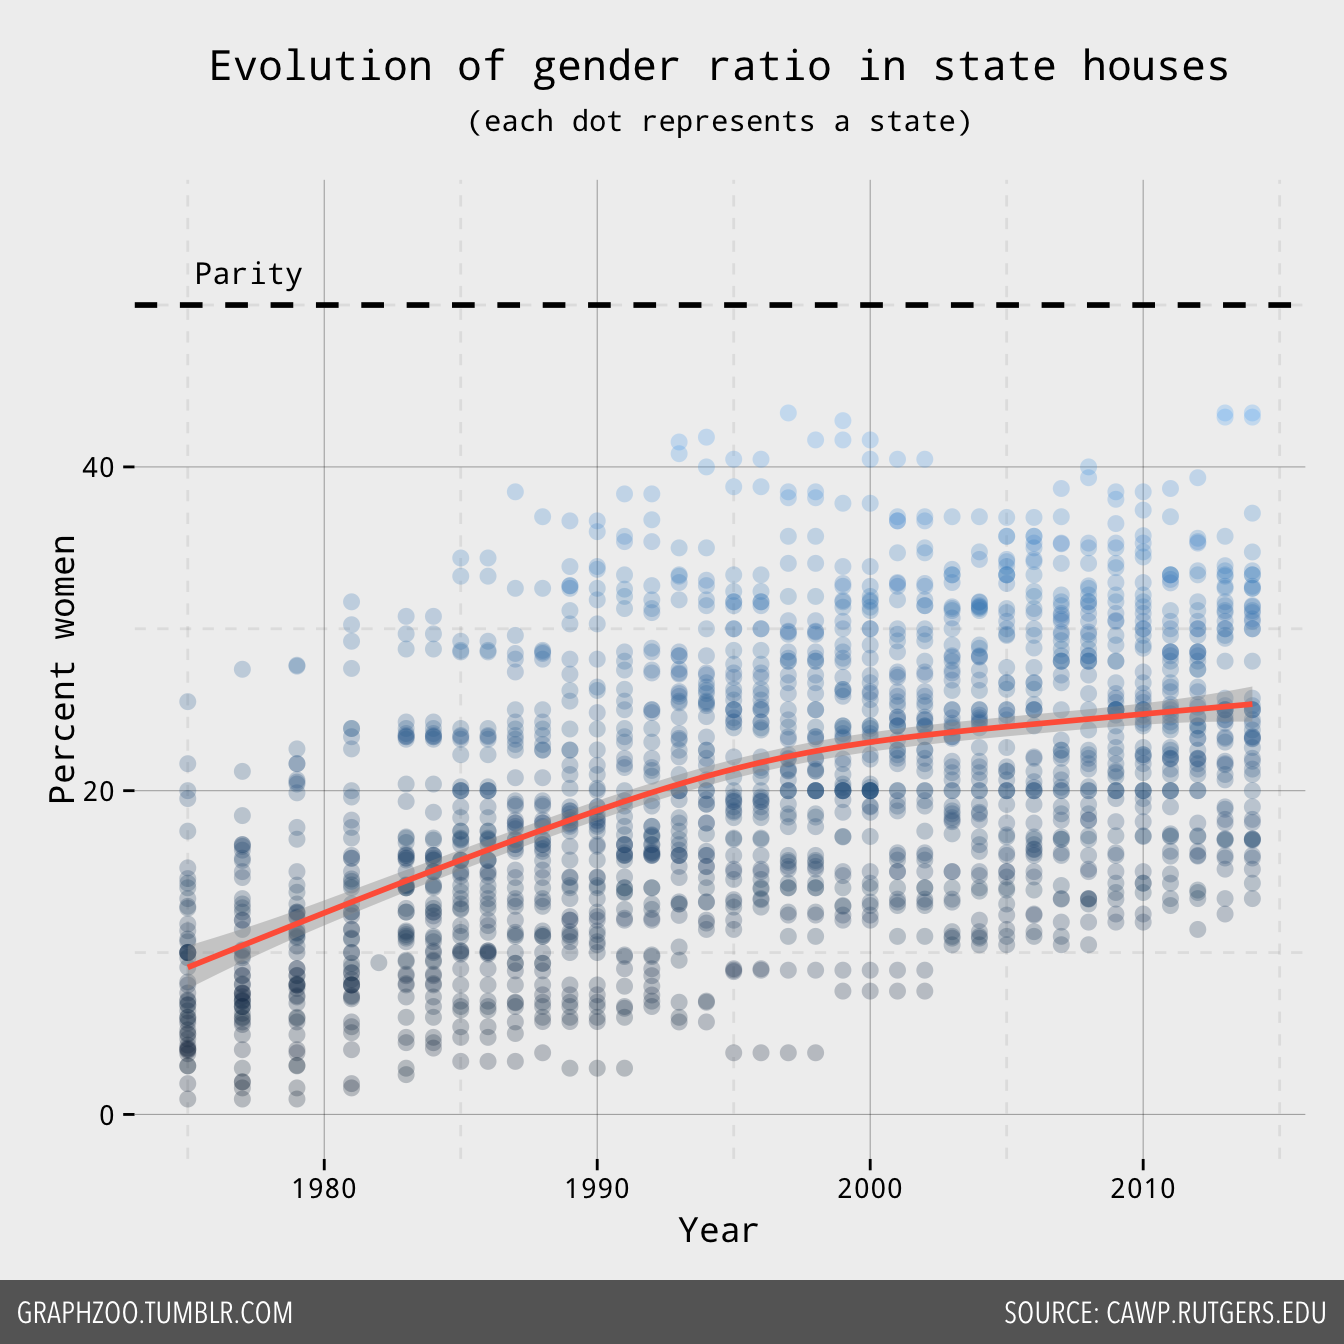 Evolution of gender ratio in state houses
(each dot represents a state)
Parity
40
20
0
Percent women
1980 1990 2000 2010
Year
GRAPHZOO.TUMBLR.COM
SOURCE: CAWP.RUTGERS.EDU